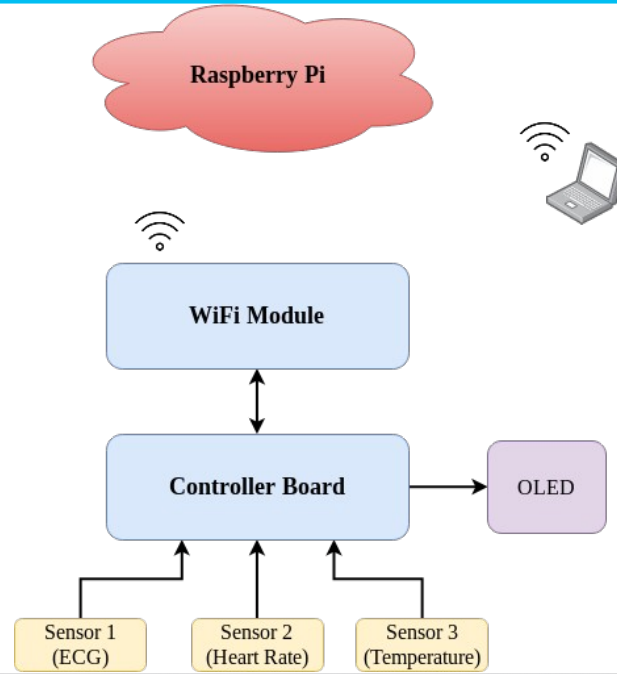 Raspberry Pi
WiFi Module
Controller Board
OLED
Sensor 1
(ECG)
Sensor 2
(Heart Rate)
Sensor 3
(Temperature)